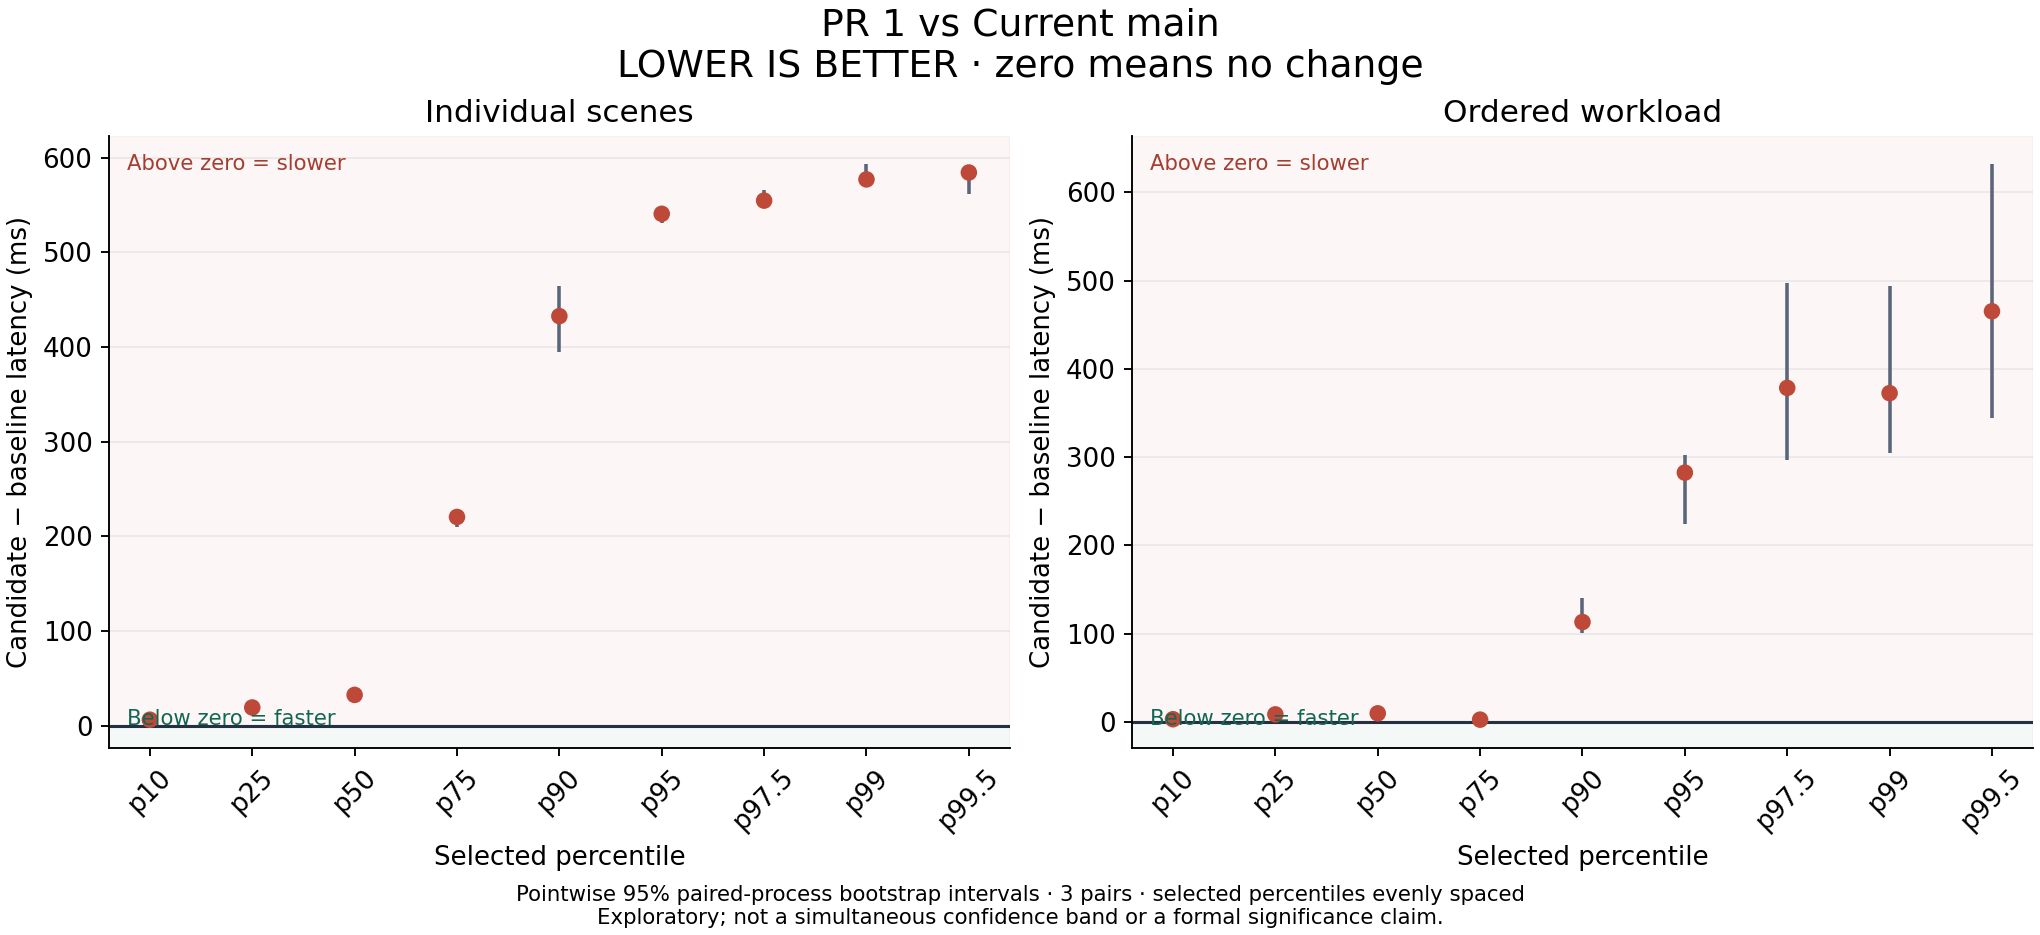 PR 1 vs Current main
LOWER IS BETTER · zero means no change
Individual scenes
Candidate − baseline latency (ms)
600
500
400
300
200
100
0
Above zero = slower
Below zero = faster
p10
p25
p50
p75
p90
p95
p97.5
p99
p99.5
Selected percentile
Ordered workload
Candidate − baseline latency (ms)
600
500
400
300
200
100
0
Above zero = slower
Below zero = faster
p10
p25
p50
p75
p90
p95
p97.5
p99
p99.5
Selected percentile
Pointwise 95% paired-process bootstrap intervals · 3 pairs · selected percentiles evenly spaced
Exploratory; not a simultaneous confidence band or a formal significance claim.